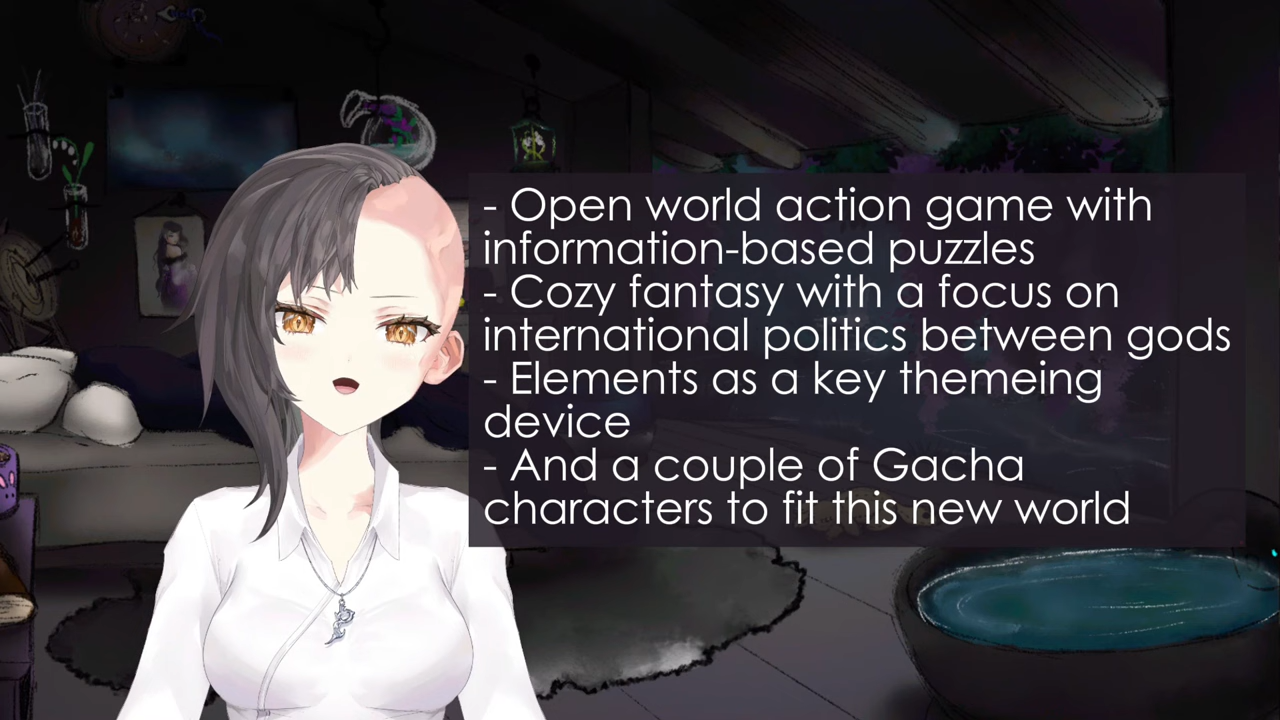 - Open world action game with
information-based puzzles
- Cozy fantasy with a focus on
international politics between gods
- Elements as a key themeing
device
- And a couple of Gacha
characters to fit this new world